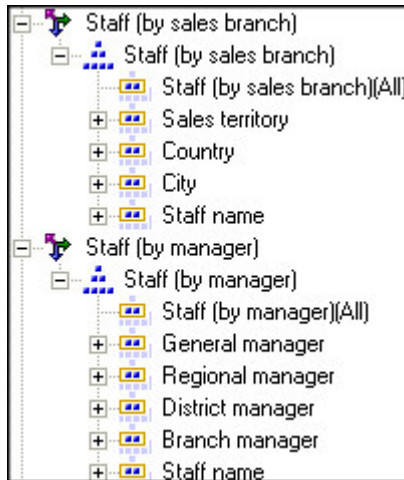 Staff (by sales branch)
Staff (by sales branch)
Staff (by sales branch)(All)
Sales territory
Country
City
Staff name
Staff (by manager)
Staff (by manager)
Staff (by manager)(All)
General manager
Regional manager
District manager
Branch manager
Staff name